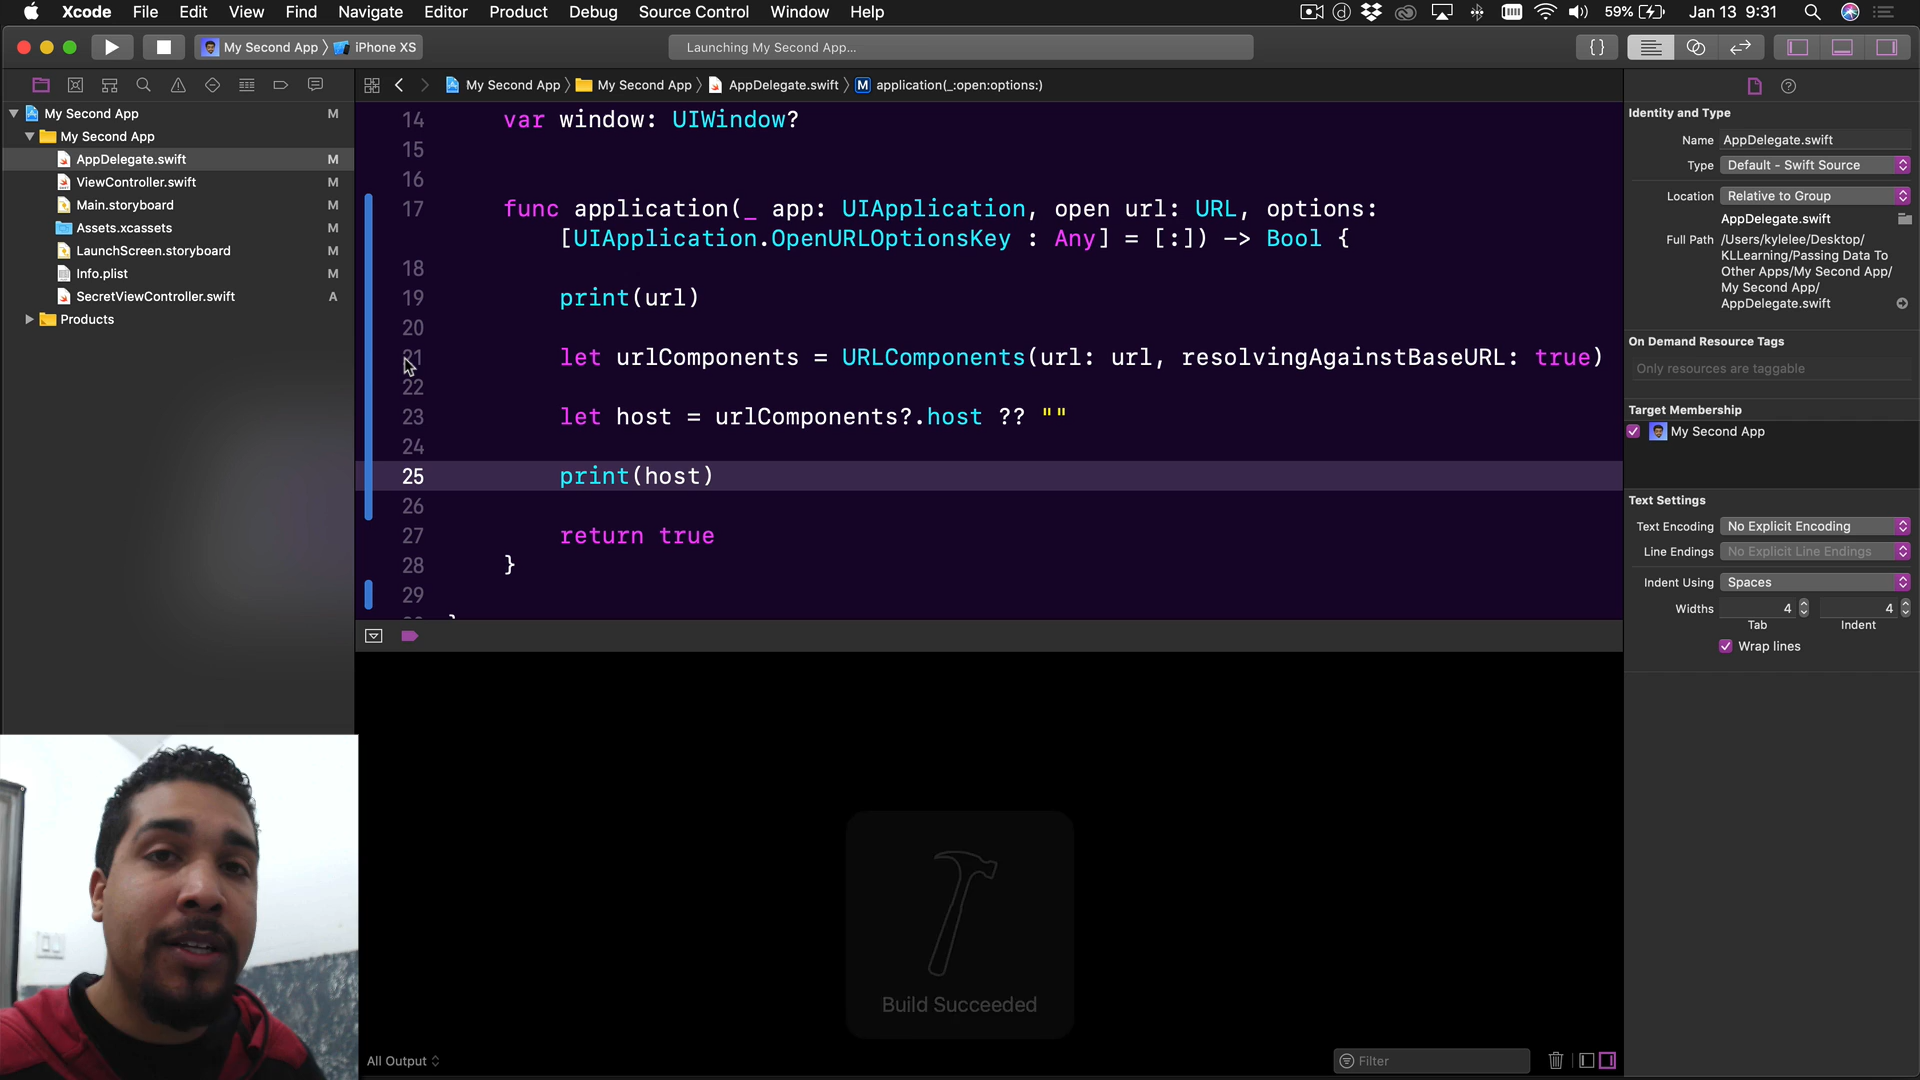 Xcode File Edit View Find Navigate Editor Product Debug Source Control Window Help 59% Jan 13 9:31
My Second App 〉 iPhone XS
Launching My Second App...
{}
My Second App 〉 My Second App 〉 AppDelegate.swift 〉 M application(_:open:options:)
My Second App M
My Second App
AppDelegate.swift M
ViewController.swift M
Main.storyboard M
Assets.xcassets M
LaunchScreen.storyboard M
Info.plist M
SecretViewController.swift A
Products
14 var window: UIWindow?
15
16
17 func application(_ app: UIApplication, open url: URL, options:
[UIApplication.OpenURLOptionsKey : Any] = [:]) -> Bool {
18
19 print(url)
20
21 let urlComponents = URLComponents(url: url, resolvingAgainstBaseURL: true)
22
23 let host = urlComponents?.host ?? ""
24
25 print(host)
26
27 return true
28 }
29
Build Succeeded
All Output
Filter
Identity and Type
Name AppDelegate.swift
Type Default - Swift Source
Location Relative to Group
AppDelegate.swift
Full Path /Users/kylelee/Desktop/
KLLearning/Passing Data To
Other Apps/My Second App/
My Second App/
AppDelegate.swift
On Demand Resource Tags
Only resources are taggable
Target Membership
My Second App
Text Settings
Text Encoding No Explicit Encoding
Line Endings No Explicit Line Endings
Indent Using Spaces
Widths 4 4
Tab Indent
Wrap lines